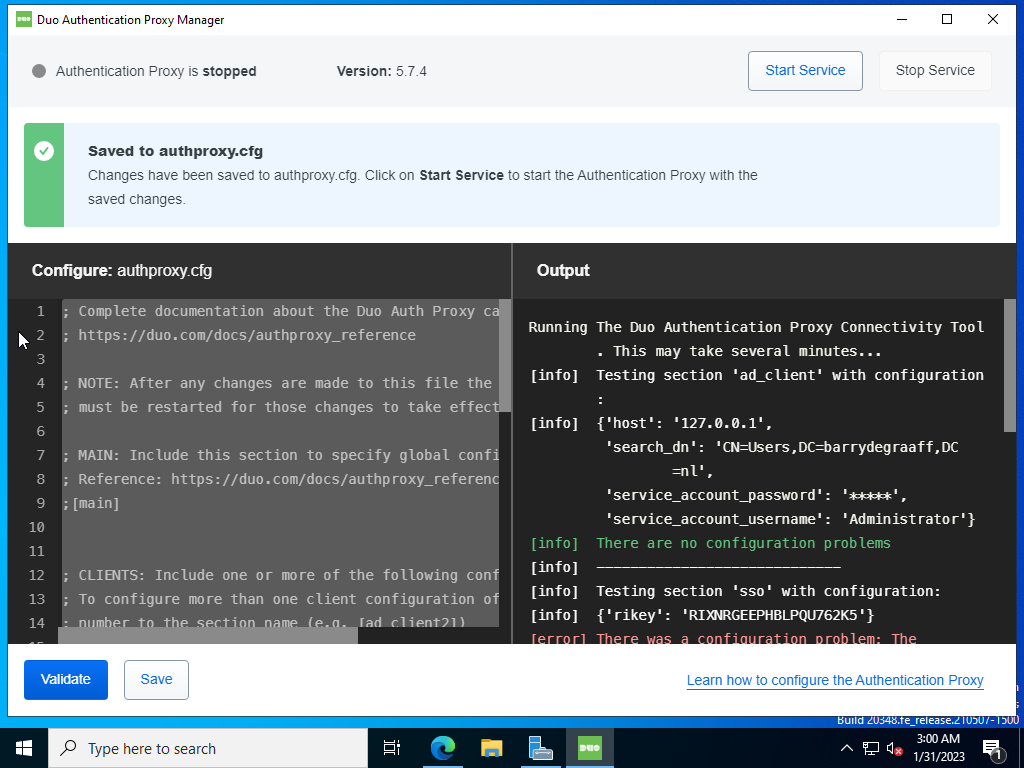 Duo Authentication Proxy Manager
Authentication Proxy is stopped
Version: 5.7.4
Start Service
Stop Service
Saved to authproxy.cfg
Changes have been saved to authproxy.cfg. Click on Start Service to start the Authentication Proxy with the
saved changes.
Configure: authproxy.cfg
1 ; Complete documentation about the Duo Auth Proxy ca
2 ; https://duo.com/docs/authproxy_reference
3
4 ; NOTE: After any changes are made to this file the
5 ; must be restarted for those changes to take effect
6
7 ; MAIN: Include this section to specify global confi
8 ; Reference: https://duo.com/docs/authproxy_referenc
9 ;[main]
10
11
12 ; CLIENTS: Include one or more of the following conf
13 ; To configure more than one client configuration of
14 ; number to the section name (e.g. [ad_client2])
Output
Running The Duo Authentication Proxy Connectivity Tool
. This may take several minutes...
[info] Testing section 'ad_client' with configuration
:
[info] {'host': '127.0.0.1',
'search_dn': 'CN=Users,DC=barrydegraaff,DC
=nl',
'service_account_password': '*****',
'service_account_username': 'Administrator'}
[info] There are no configuration problems
[info] -----------------------------
[info] Testing section 'sso' with configuration:
[info] {'rikey': 'RIXNRGEEPHBLPQU762K5'}
[error] There was a configuration problem: The
Validate
Save
Learn how to configure the Authentication Proxy
Build 20348.fe_release.210507-1500
Type here to search
DUO
3:00 AM
1/31/2023
1